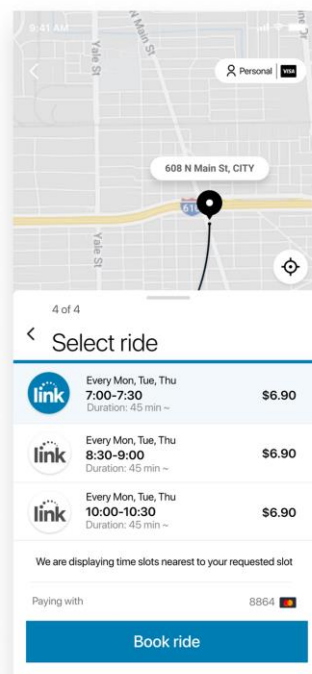 9:41 AM
N Main St
Yale St
Personal VISA
608 N Main St, CITY
610
Yale St
4 of 4
Select ride
link
Every Mon, Tue, Thu
7:00-7:30
Duration: 45 min ~
$6.90
link
Every Mon, Tue, Thu
8:30-9:00
Duration: 45 min ~
$6.90
link
Every Mon, Tue, Thu
10:00-10:30
Duration: 45 min ~
$6.90
We are displaying time slots nearest to your requested slot
Paying with
8864
Book ride